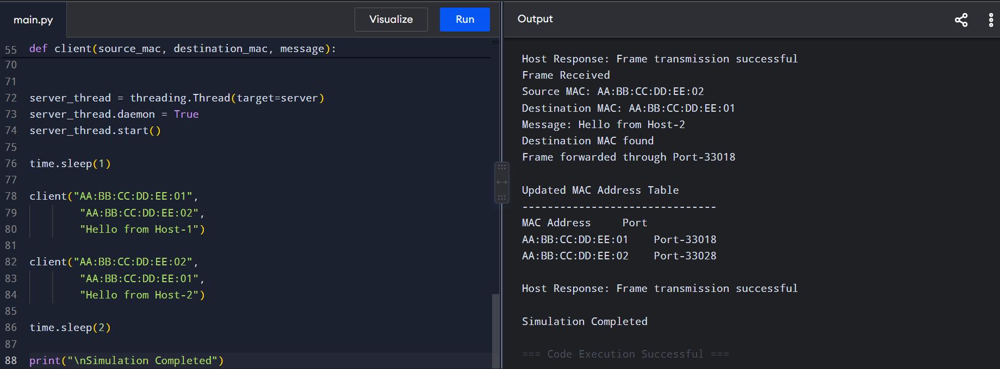 main.py
Visualize
Run
55 def client(source_mac, destination_mac, message):
70
71
72 server_thread = threading.Thread(target=server)
73 server_thread.daemon = True
74 server_thread.start()
75
76 time.sleep(1)
77
78 client("AA:BB:CC:DD:EE:01",
79         "AA:BB:CC:DD:EE:02",
80         "Hello from Host-1")
81
82 client("AA:BB:CC:DD:EE:02",
83         "AA:BB:CC:DD:EE:01",
84         "Hello from Host-2")
85
86 time.sleep(2)
87
88 print("\nSimulation Completed")
Output
Host Response: Frame transmission successful
Frame Received
Source MAC: AA:BB:CC:DD:EE:02
Destination MAC: AA:BB:CC:DD:EE:01
Message: Hello from Host-2
Destination MAC found
Frame forwarded through Port-33018
Updated MAC Address Table
-------------------------------
MAC Address     Port
AA:BB:CC:DD:EE:01    Port-33018
AA:BB:CC:DD:EE:02    Port-33028
Host Response: Frame transmission successful
Simulation Completed
=== Code Execution Successful ===